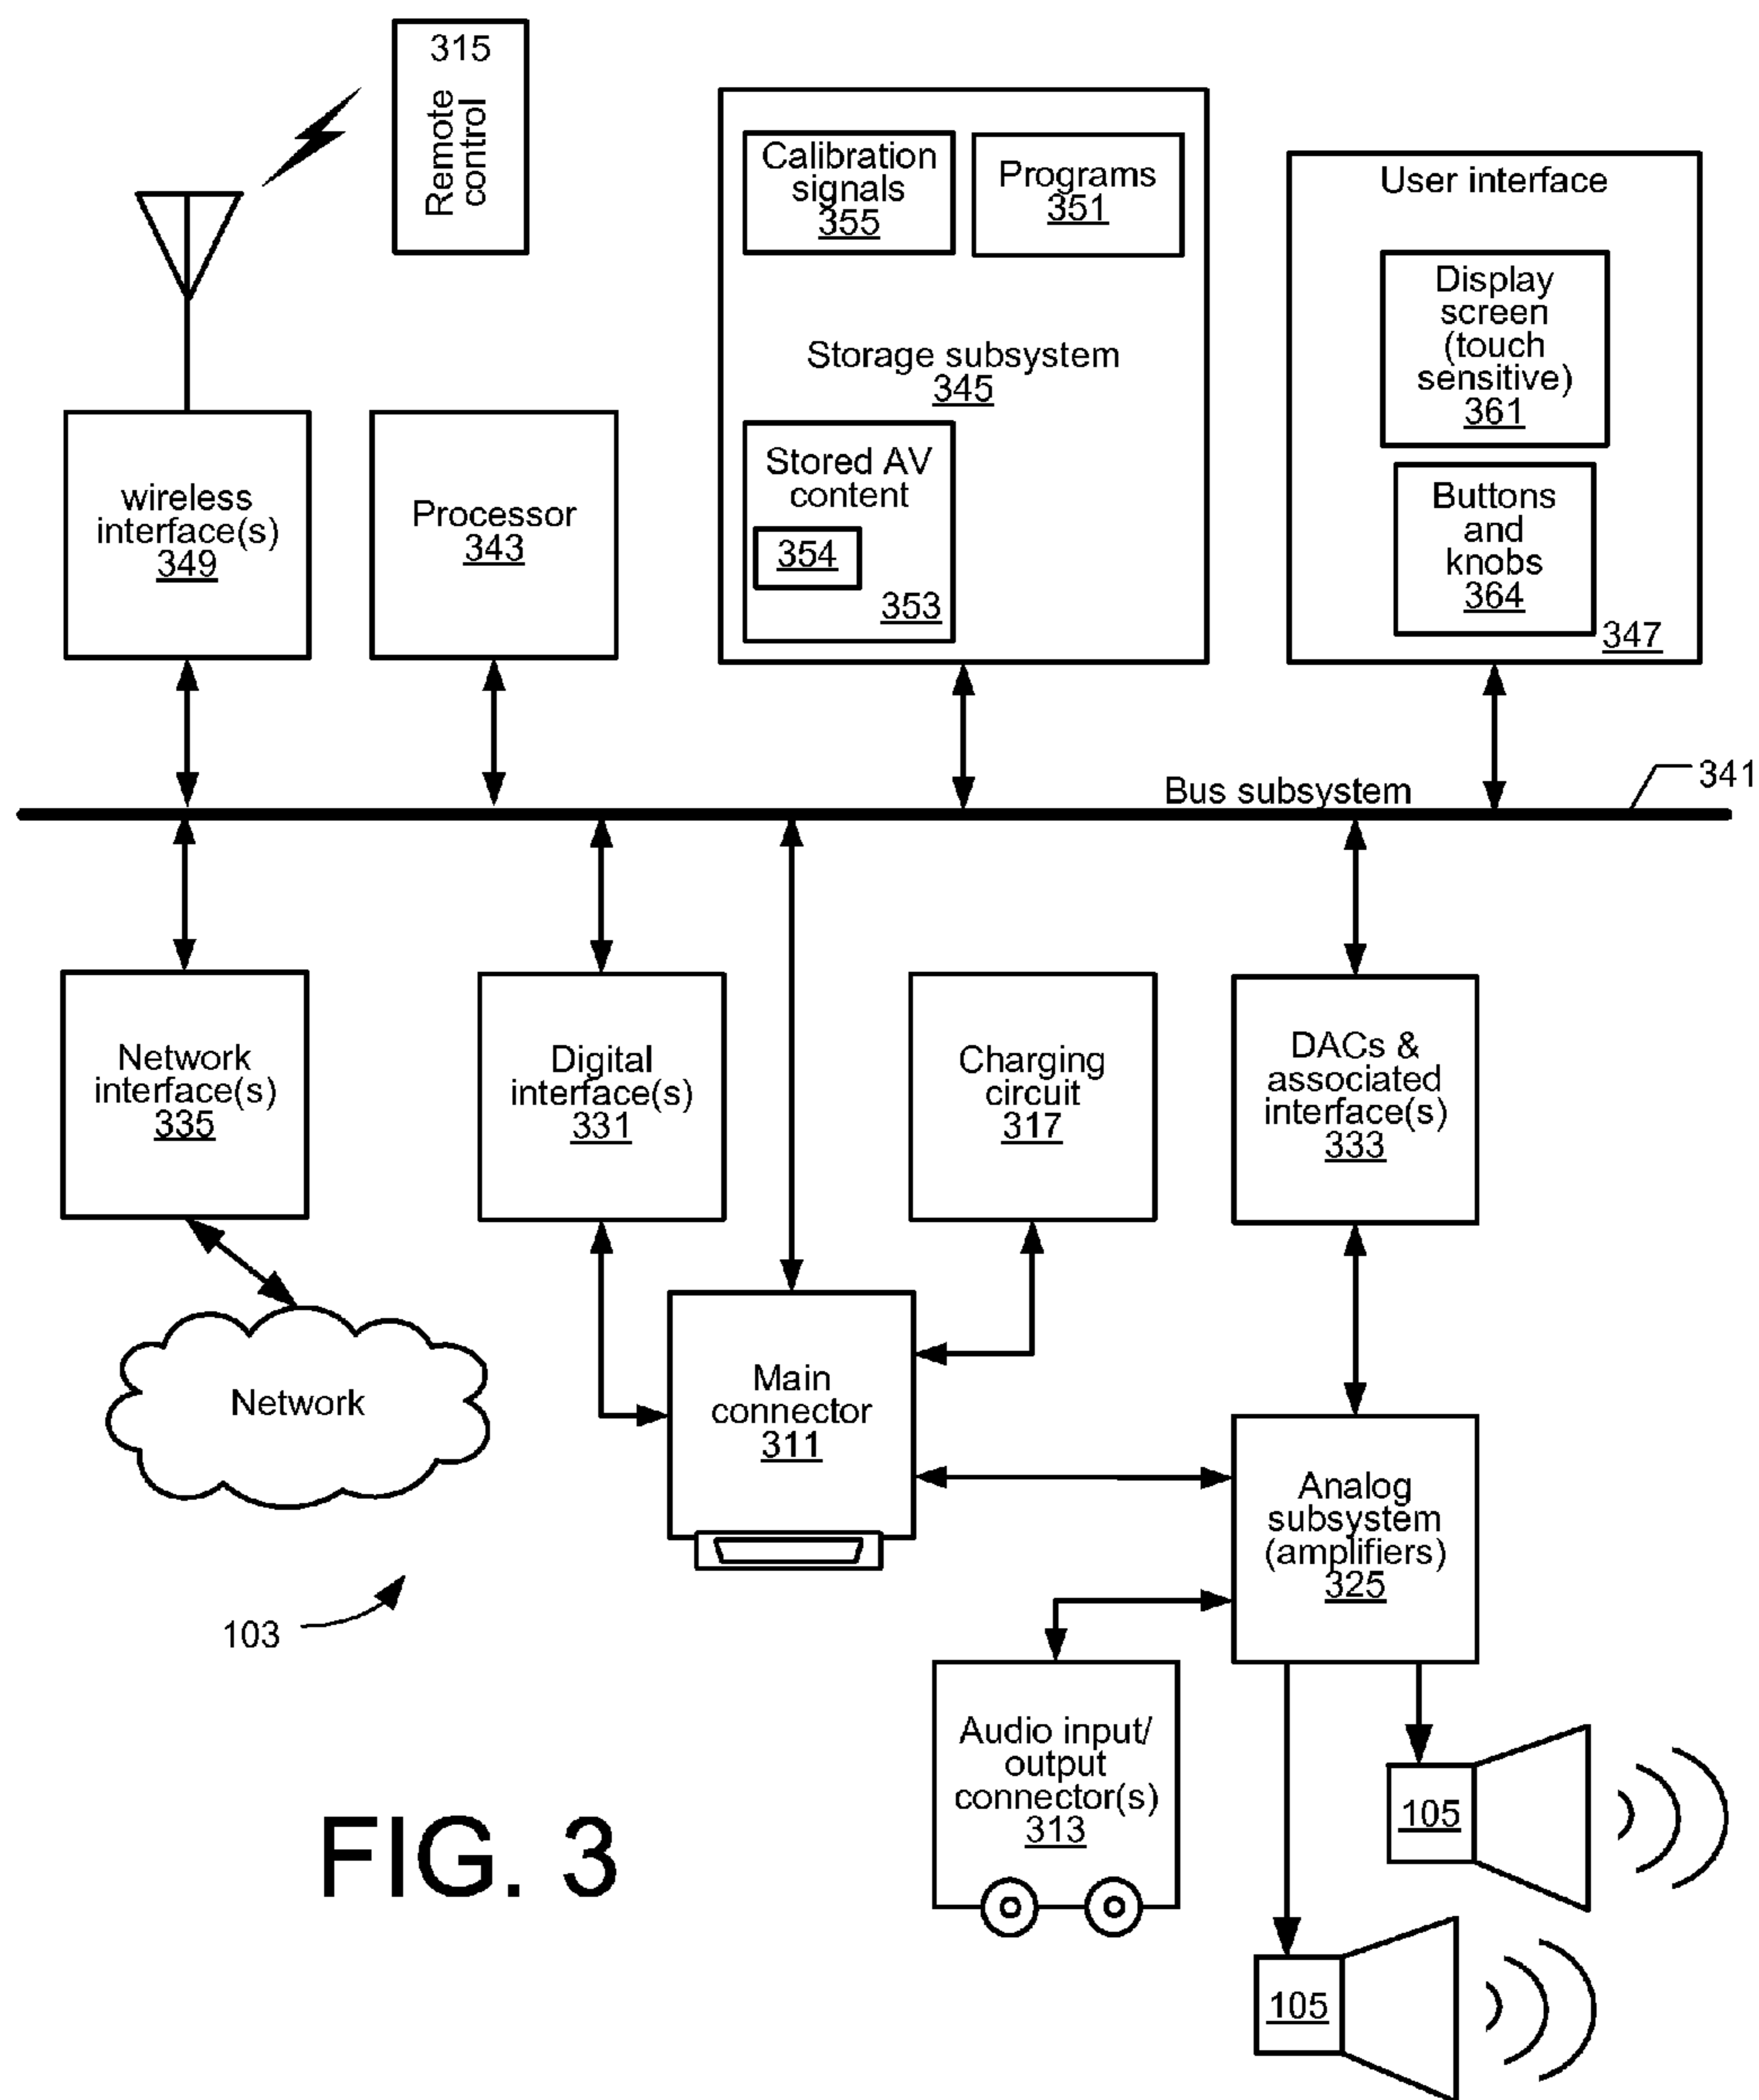 315
Remote
control
Calibration
signals
355
Programs
351
Storage subsystem
345
Stored AV
content
354
353
User interface
Display
screen
(touch
sensitive)
361
Buttons
and
knobs
364
347
wireless
interface(s)
349
Processor
343
Bus subsystem
341
Network
interface(s)
335
Digital
interface(s)
331
Charging
circuit
317
DACs &
associated
interface(s)
333
Network
Main
connector
311
Analog
subsystem
(amplifiers)
325
103
Audio input/
output
connector(s)
313
105
105
FIG. 3